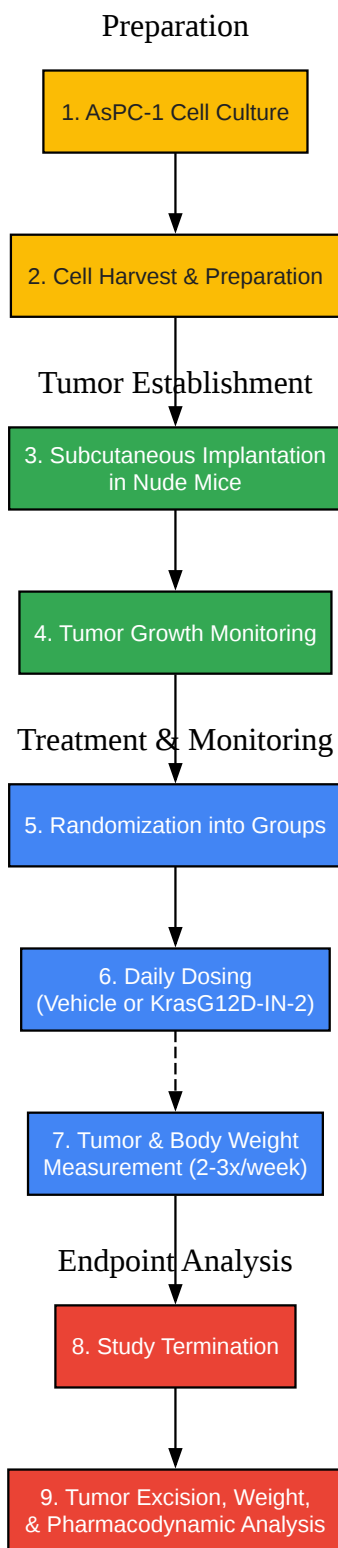 Preparation
1. AsPC-1 Cell Culture
2. Cell Harvest & Preparation
Tumor Establishment
3. Subcutaneous Implantation
in Nude Mice
4. Tumor Growth Monitoring
Treatment & Monitoring
5. Randomization into Groups
6. Daily Dosing
(Vehicle or KrasG12D-IN-2)
7. Tumor & Body Weight
Measurement (2-3x/week)
Endpoint Analysis
8. Study Termination
9. Tumor Excision, Weight,
& Pharmacodynamic Analysis